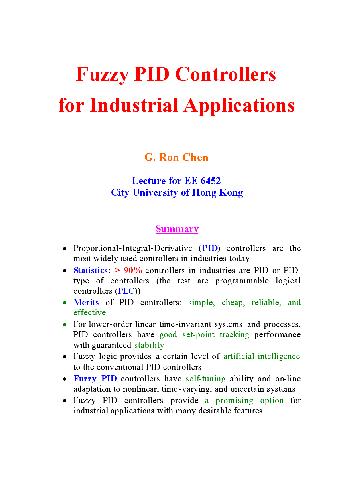 Fuzzy PID Controllers
for Industrial Applications
G. Ron Chen
Lecture for EE 6452
City University of Hong Kong
Summary
• Proportional-Integral-Derivative (PID) controllers are the
most widely used controllers in industries today
• Statistics: > 90% controllers in industries are PID or PID-
type of controllers (the rest are programmable logical
controllers (PLC))
• Merits of PID controllers: simple, cheap, reliable, and
effective
• For lower-order linear time-invariant systems and processes,
PID controllers have good set-point tracking performance
with guaranteed stability
• Fuzzy logic provides a certain level of artificial intelligence
to the conventional PID controllers
• Fuzzy PID controllers have self-tuning ability and on-line
adaptation to nonlinear, time-varying, and uncertain systems
• Fuzzy PID controllers provide a promising option for
industrial applications with many desirable features